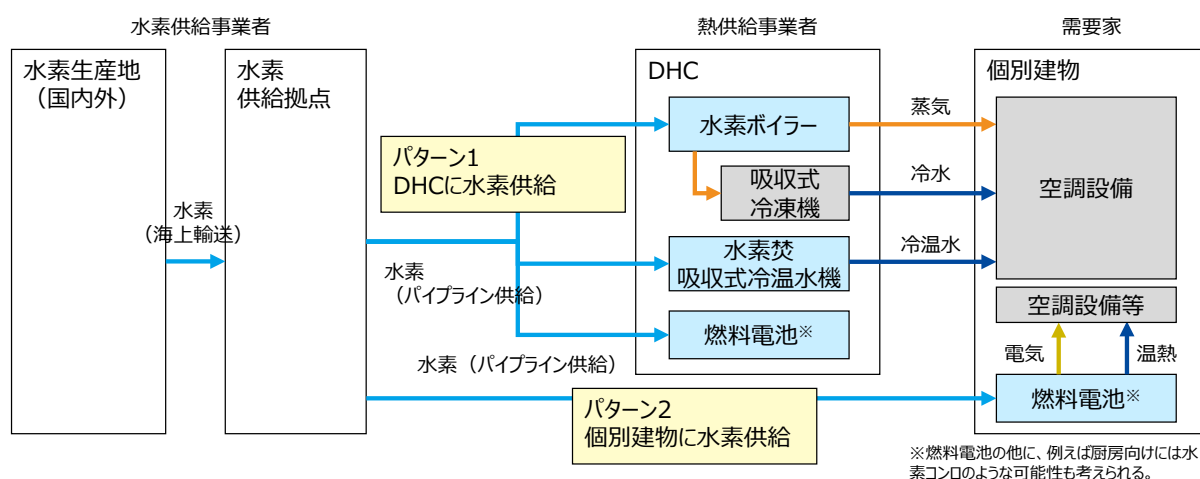 水素供給事業者
熱供給事業者
需要家
水素生産地
（国内外）
水素
供給拠点
DHC
個別建物
水素ボイラー
蒸気
パターン1
DHCに水素供給
吸収式
冷凍機
冷水
空調設備
水素
（海上輸送）
水素焚
吸収式冷温水機
冷温水
水素
（パイプライン供給）
空調設備等
燃料電池※
電気
温熱
水素（パイプライン供給）
燃料電池※
パターン2
個別建物に水素供給
※燃料電池の他に、例えば厨房向けには水
素コンロのような可能性も考えられる。